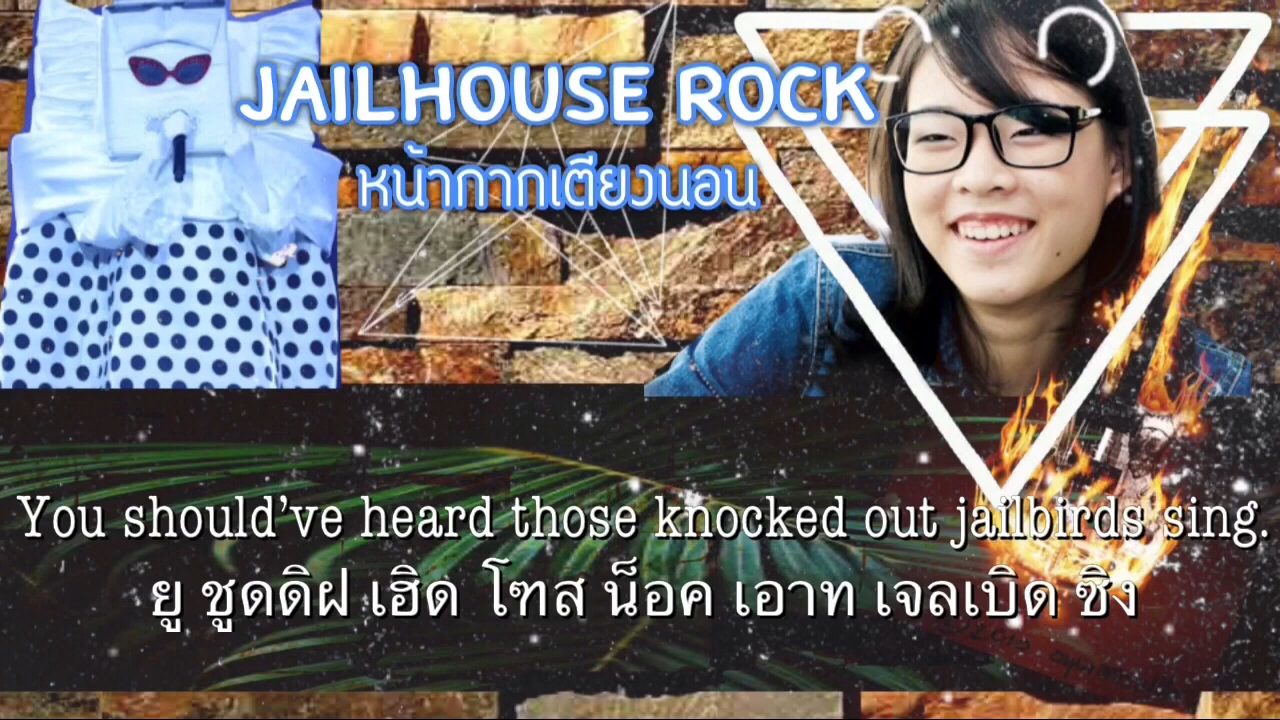 JAILHOUSE ROCK
หน้ากากเตียงนอน
You should've heard those knocked out jailbirds sing.
ยู ชูดดิฝ เฮิด โฑส น็อค เอาท เจลเบิด ซิง